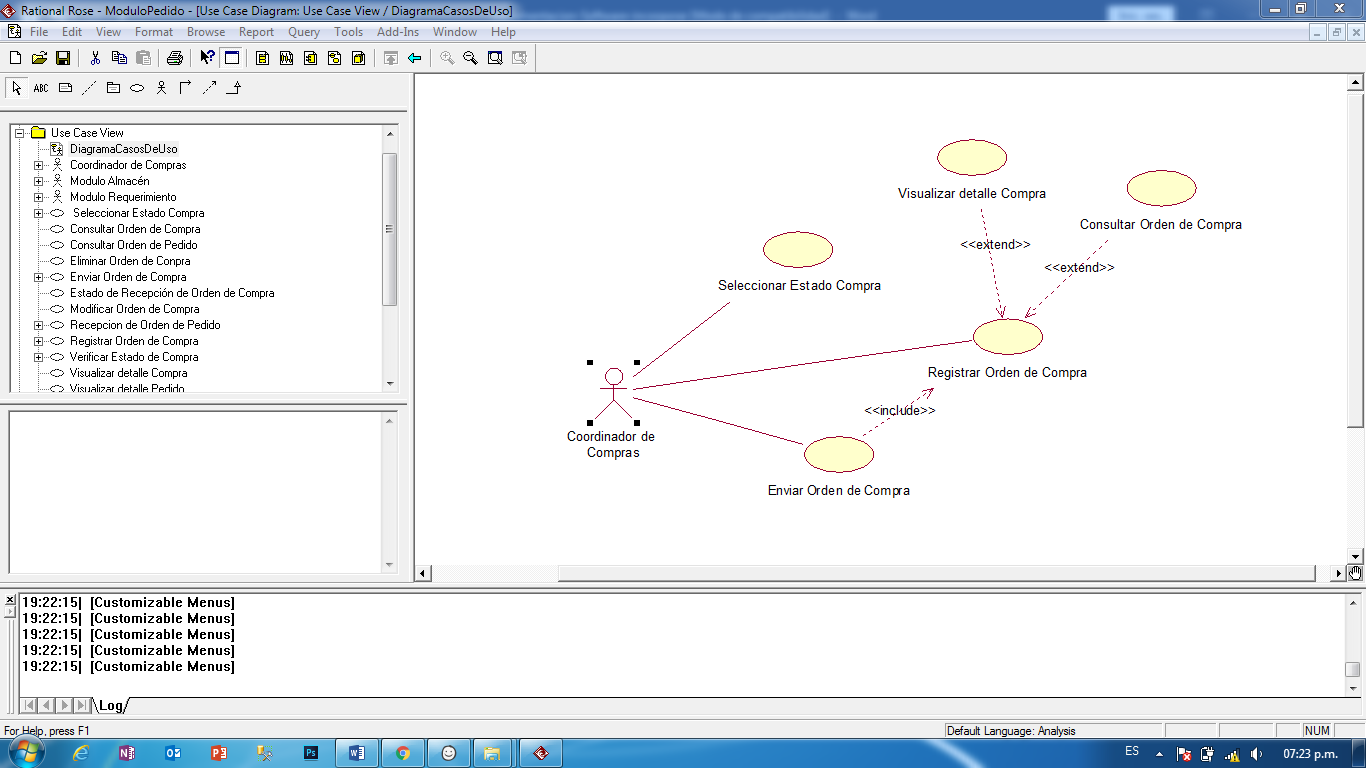 Rational Rose - ModuloPedido - [Use Case Diagram: Use Case View / DiagramaCasosDeUso]
File Edit View Format Browse Report Query Tools Add-Ins Window Help
ABC
Use Case View
DiagramaCasosDeUso
Coordinador de Compras
Modulo Almacén
Modulo Requerimiento
Seleccionar Estado Compra
Consultar Orden de Compra
Consultar Orden de Pedido
Eliminar Orden de Conpra
Enviar Orden de Compra
Estado de Recepción de Orden de Compra
Modificar Orden de Compra
Recepcion de Orden de Pedido
Registrar Orden de Compra
Verificar Estado de Compra
Visualizar detalle Compra
Visualizar detalle Pedido
Visualizar detalle Compra
Consultar Orden de Compra
<<extend>>
<<extend>>
Seleccionar Estado Compra
Registrar Orden de Compra
<<include>>
Coordinador de
Compras
Enviar Orden de Compra
19:22:15| [Customizable Menus]
19:22:15| [Customizable Menus]
19:22:15| [Customizable Menus]
19:22:15| [Customizable Menus]
19:22:15| [Customizable Menus]
Log
For Help, press F1
Default Language: Analysis
NUM
ES
07:23 p.m.